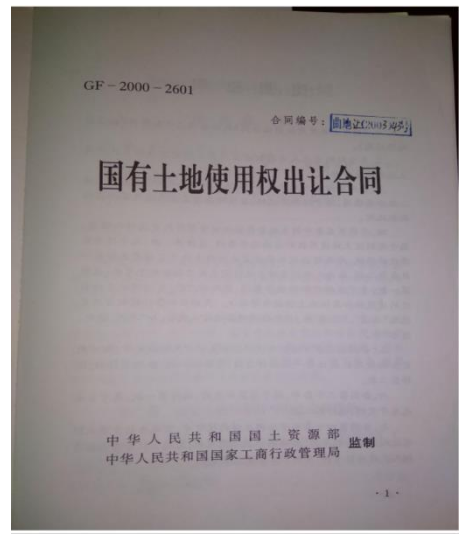 GF-2000-2601
合同编号:
国有土地使用权出让合同
中华人民共和国国土资源部
中华人民共和国国家工商行政管理局 监制
·1·